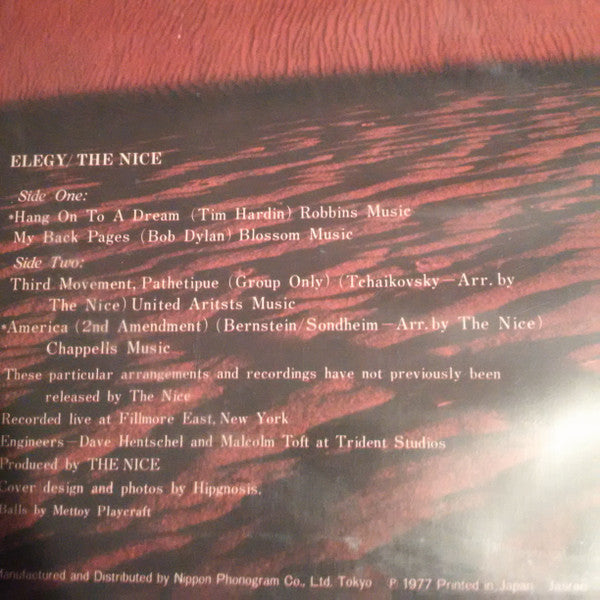 ELEGY/THE NICE
Side One:
*Hang On To A Dream (Tim Hardin) Robbins Music
My Back Pages (Bob Dylan) Blossom Music
Side Two:
Third Movement, Pathetipue (Group Only) (Tchaikovsky—Arr. by
The Nice) United Aritsts Music
*America (2nd Amendment) (Bernstein/Sondheim—Arr. by The Nice)
Chappells Music
These particular arrangements and recordings have not previously been
released by The Nice
Recorded live at Fillmore East, New York
Engineers—Dave Hentschel and Malcolm Toft at Trident Studios
Produced by THE NICE
Cover design and photos by Hipgnosis.
Balls by Mettoy Playcraft
Manufactured and Distributed by Nippon Phonogram Co., Ltd. Tokyo ℗ 1977 Printed in Japan Jasrac